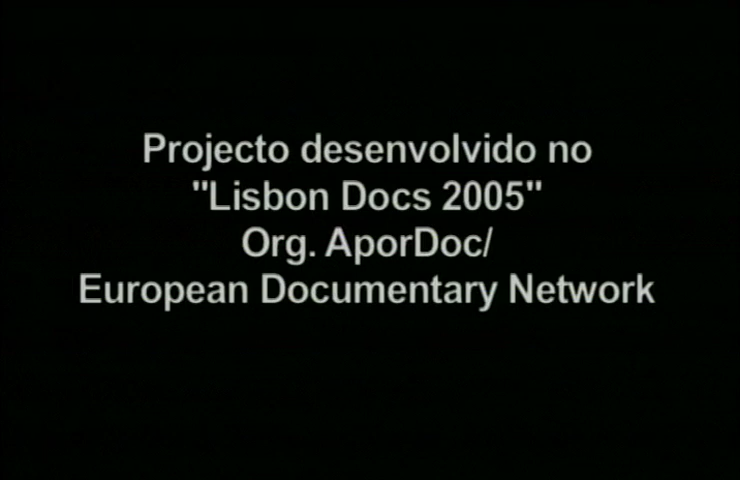 Projecto desenvolvido no
"Lisbon Docs 2005"
Org. AporDoc/
European Documentary Network